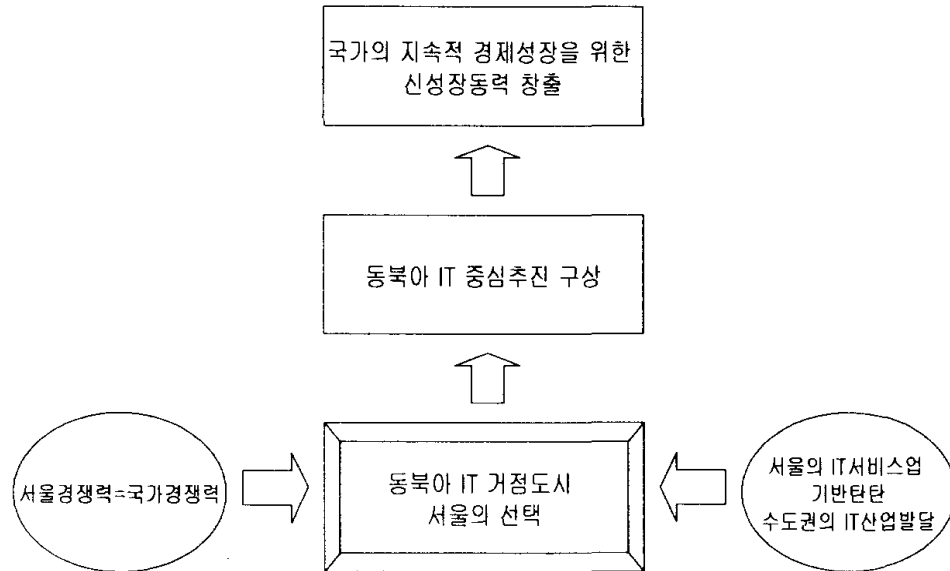 국가의 지속적 경제성장을 위한
신성장동력 창출
동북아 IT 중심추진 구상
서울경쟁력=국가경쟁력
동북아 IT 거점도시
서울의 선택
서울의 IT서비스업
기반탄탄
수도권의 IT산업발달